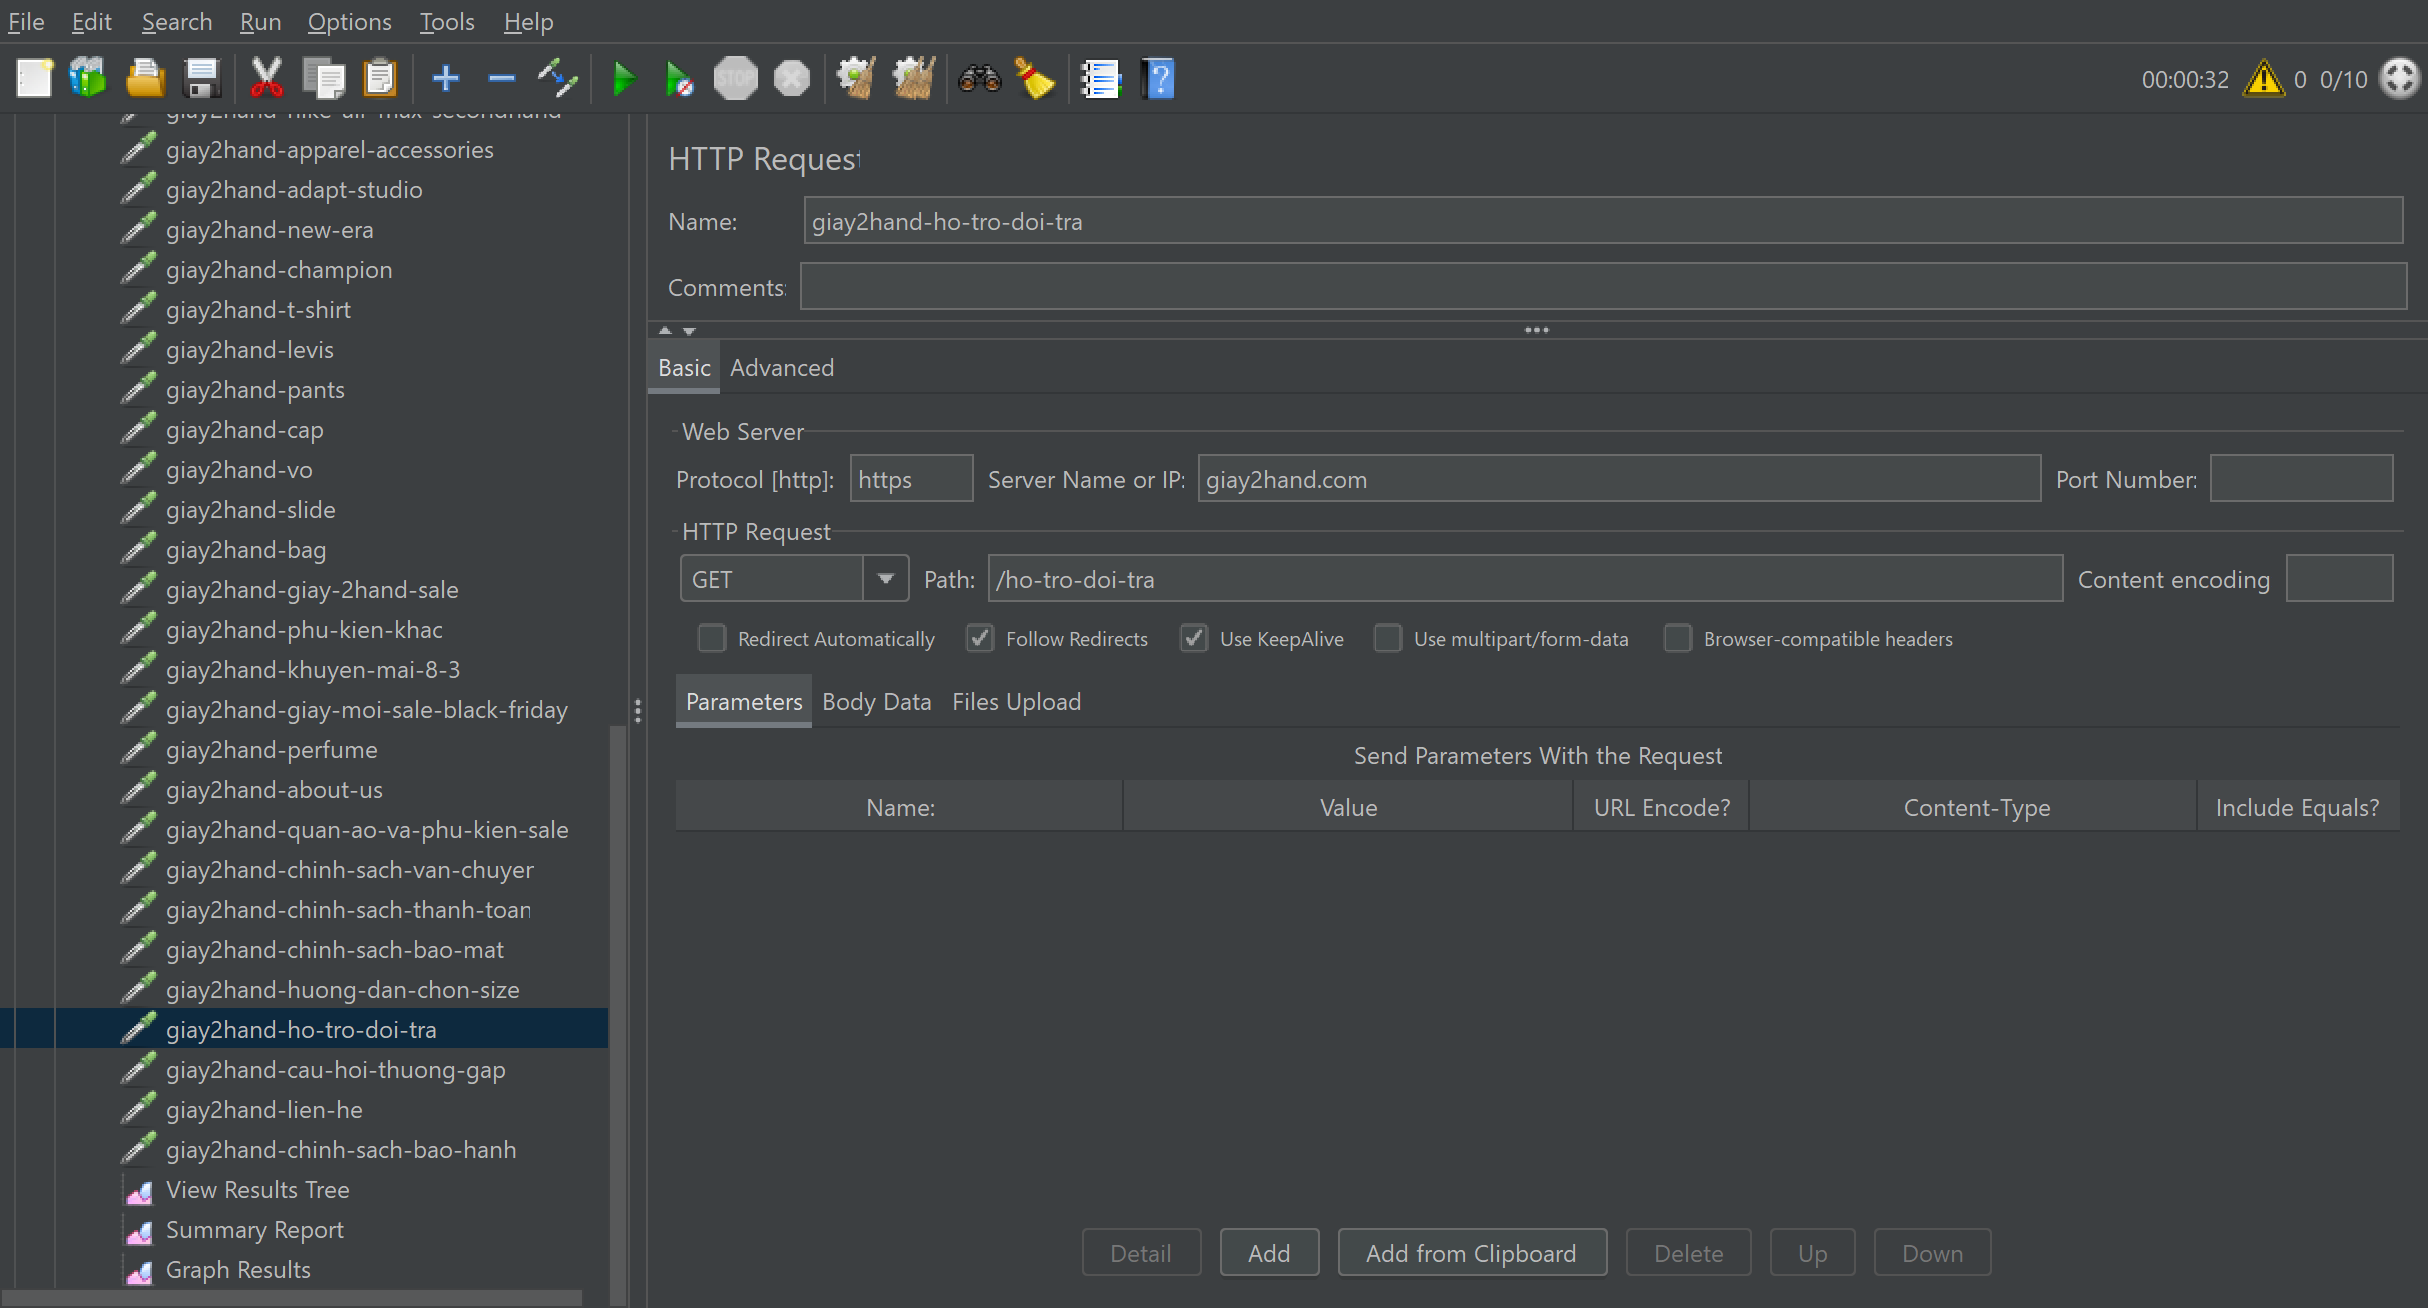 File Edit Search Run Options Tools Help
STOP 00:00:32 0 0/10
giay2hand-nike-air-max-secondhand
giay2hand-apparel-accessories
giay2hand-adapt-studio
giay2hand-new-era
giay2hand-champion
giay2hand-t-shirt
giay2hand-levis
giay2hand-pants
giay2hand-cap
giay2hand-vo
giay2hand-slide
giay2hand-bag
giay2hand-giay-2hand-sale
giay2hand-phu-kien-khac
giay2hand-khuyen-mai-8-3
giay2hand-giay-moi-sale-black-friday
giay2hand-perfume
giay2hand-about-us
giay2hand-quan-ao-va-phu-kien-sale
giay2hand-chinh-sach-van-chuyer
giay2hand-chinh-sach-thanh-toan
giay2hand-chinh-sach-bao-mat
giay2hand-huong-dan-chon-size
giay2hand-ho-tro-doi-tra
giay2hand-cau-hoi-thuong-gap
giay2hand-lien-he
giay2hand-chinh-sach-bao-hanh
View Results Tree
Summary Report
Graph Results
HTTP Request
Name: giay2hand-ho-tro-doi-tra
Comments:
Basic Advanced
Web Server
Protocol [http]: https Server Name or IP: giay2hand.com Port Number:
HTTP Request
GET Path: /ho-tro-doi-tra Content encoding
Redirect Automatically Follow Redirects Use KeepAlive Use multipart/form-data Browser-compatible headers
Parameters Body Data Files Upload
Send Parameters With the Request
Name: Value URL Encode? Content-Type Include Equals?
Detail Add Add from Clipboard Delete Up Down